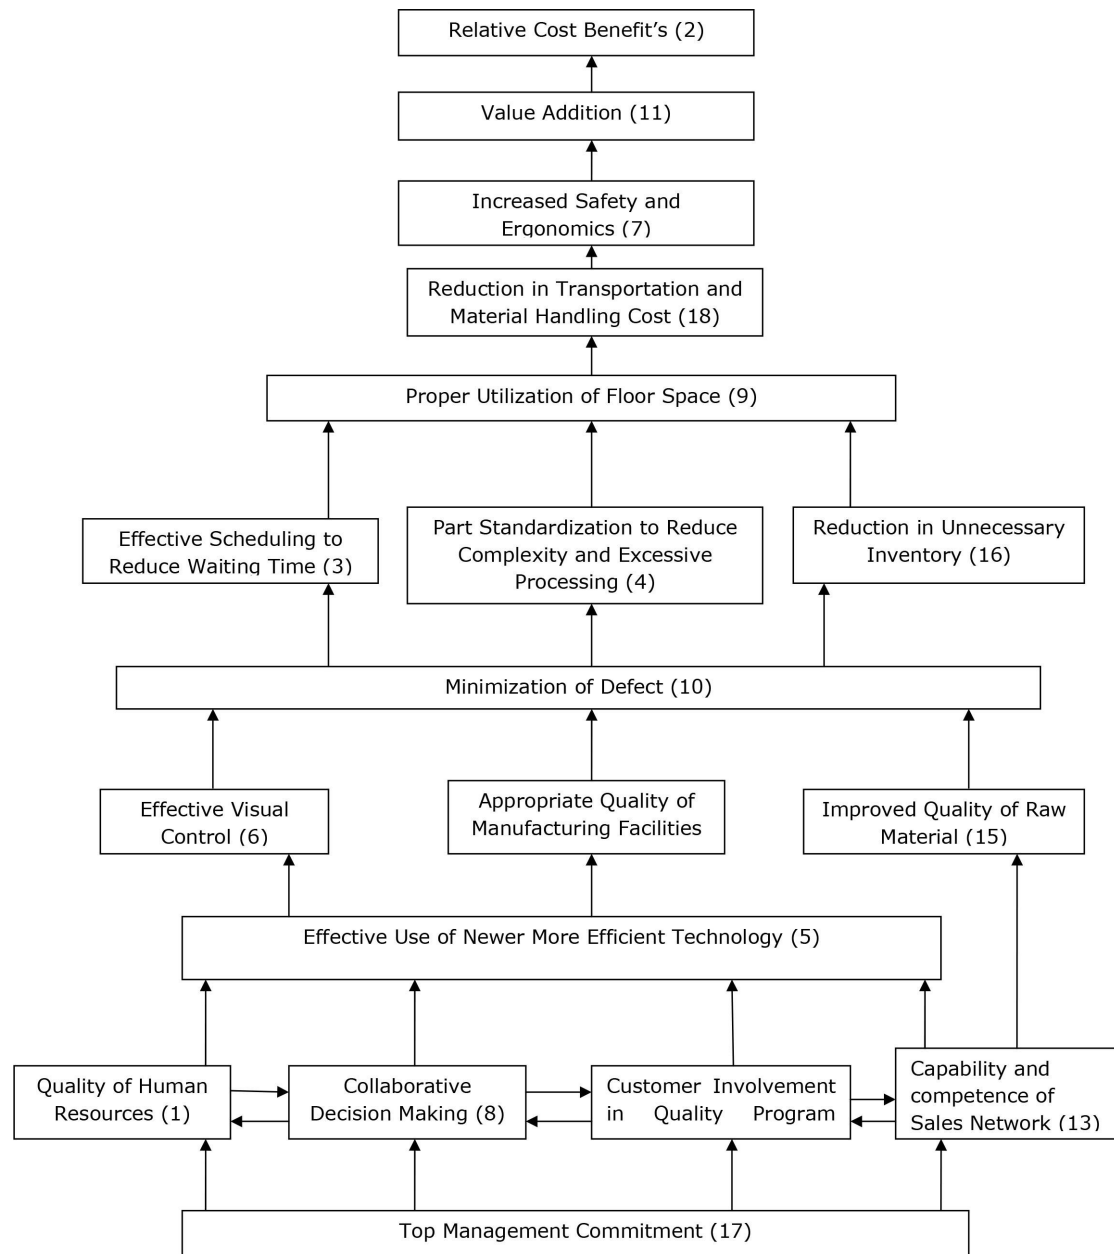 Relative Cost Benefit's (2)
Value Addition (11)
Increased Safety and
Ergonomics (7)
Reduction in Transportation and
Material Handling Cost (18)
Proper Utilization of Floor Space (9)
Effective Scheduling to
Reduce Waiting Time (3)
Part Standardization to Reduce
Complexity and Excessive
Processing (4)
Reduction in Unnecessary
Inventory (16)
Minimization of Defect (10)
Effective Visual
Control (6)
Appropriate Quality of
Manufacturing Facilities
Improved Quality of Raw
Material (15)
Effective Use of Newer More Efficient Technology (5)
Quality of Human
Resources (1)
Collaborative
Decision Making (8)
Customer Involvement
in Quality Program
Capability and
competence of
Sales Network (13)
Top Management Commitment (17)